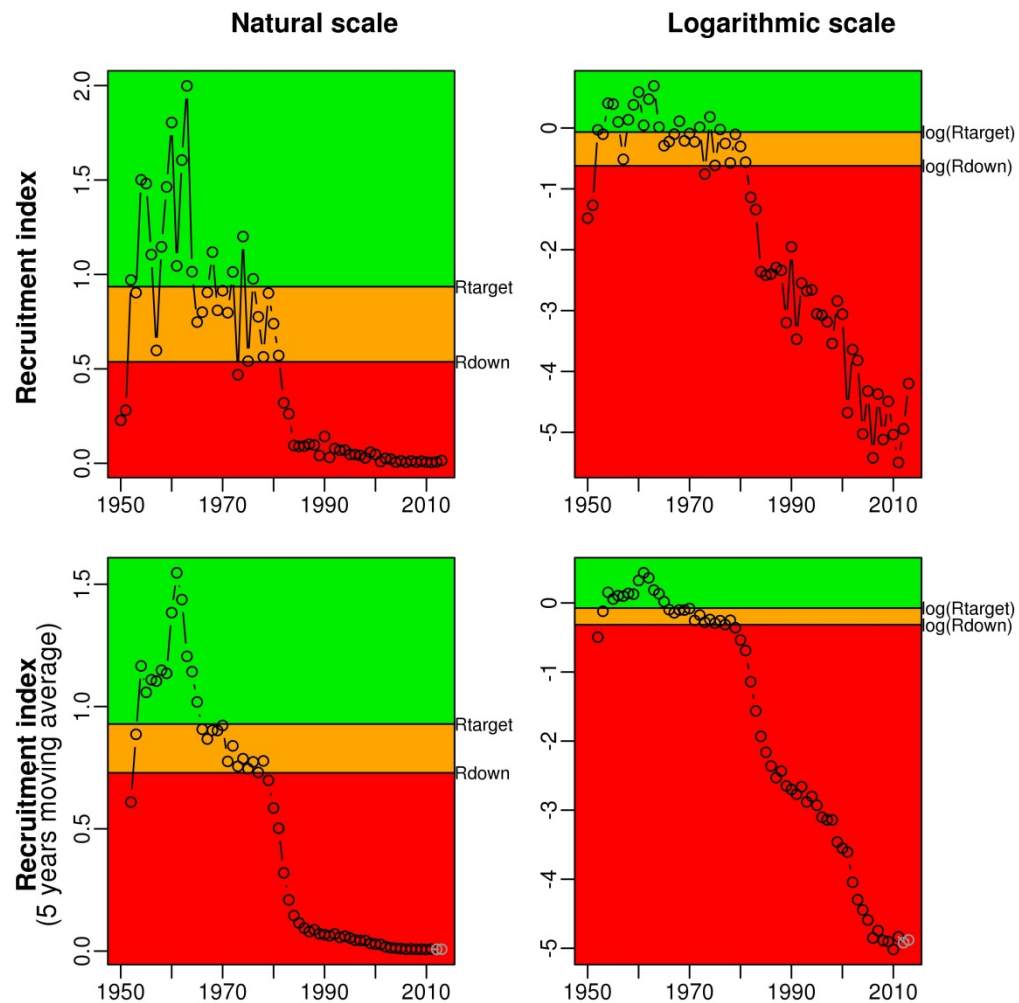 Natural scale
Logarithmic scale
Recruitment index
2.0
1.5
1.0
0.5
0.0
Rtarget
Rdown
1950
1970
1990
2010
0
-1
-2
-3
-4
-5
log(Rtarget)
log(Rdown)
1950
1970
1990
2010
Recruitment index
(5 years moving average)
1.5
1.0
0.5
0.0
Rtarget
Rdown
1950
1970
1990
2010
0
-1
-2
-3
-4
-5
log(Rtarget)
log(Rdown)
1950
1970
1990
2010